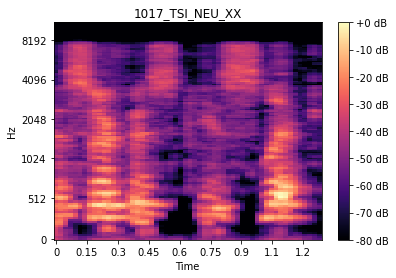 1017_TSI_NEU_XX
+0 dB
8192
-10 dB
4096
-20 dB
-30 dB
2048
Hz
-40 dB
1024
-50 dB
512
-60 dB
-70 dB
0
-80 dB
0 0.15 0.3 0.45 0.6 0.75 0.9 1.1 1.2
Time